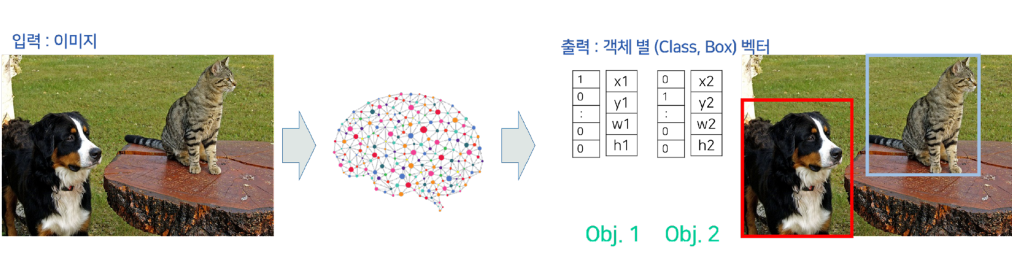 입력 : 이미지
출력 : 객체 별 (Class, Box) 벡터
1 x1 0 x2
0 y1 1 y2
: w1 : w2
0 h1 0 h2
0 0
Obj. 1 Obj. 2